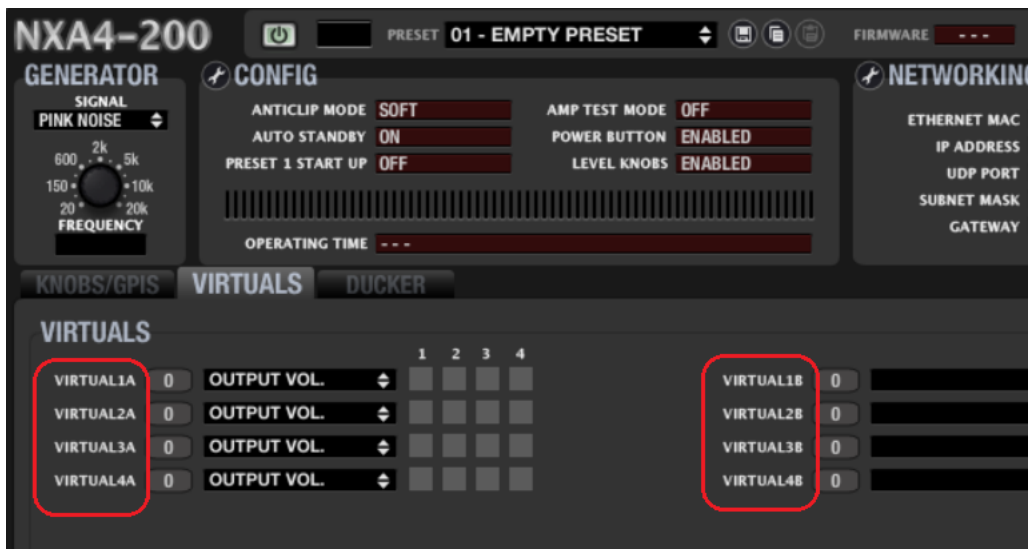 NXA4-200 PRESET 01 - EMPTY PRESET FIRMWARE - - -
GENERATOR
SIGNAL
PINK NOISE
2k
600 5k
150 10k
20 20k
FREQUENCY
CONFIG
ANTICLIP MODE SOFT AMP TEST MODE OFF
AUTO STANDBY ON POWER BUTTON ENABLED
PRESET 1 START UP OFF LEVEL KNOBS ENABLED
OPERATING TIME - - -
NETWORKIN
ETHERNET MAC
IP ADDRESS
UDP PORT
SUBNET MASK
GATEWAY
KNOBS/GPIS VIRTUALS DUCKER
VIRTUALS
1 2 3 4
VIRTUAL1A 0 OUTPUT VOL. VIRTUAL1B 0
VIRTUAL2A 0 OUTPUT VOL. VIRTUAL2B 0
VIRTUAL3A 0 OUTPUT VOL. VIRTUAL3B 0
VIRTUAL4A 0 OUTPUT VOL. VIRTUAL4B 0